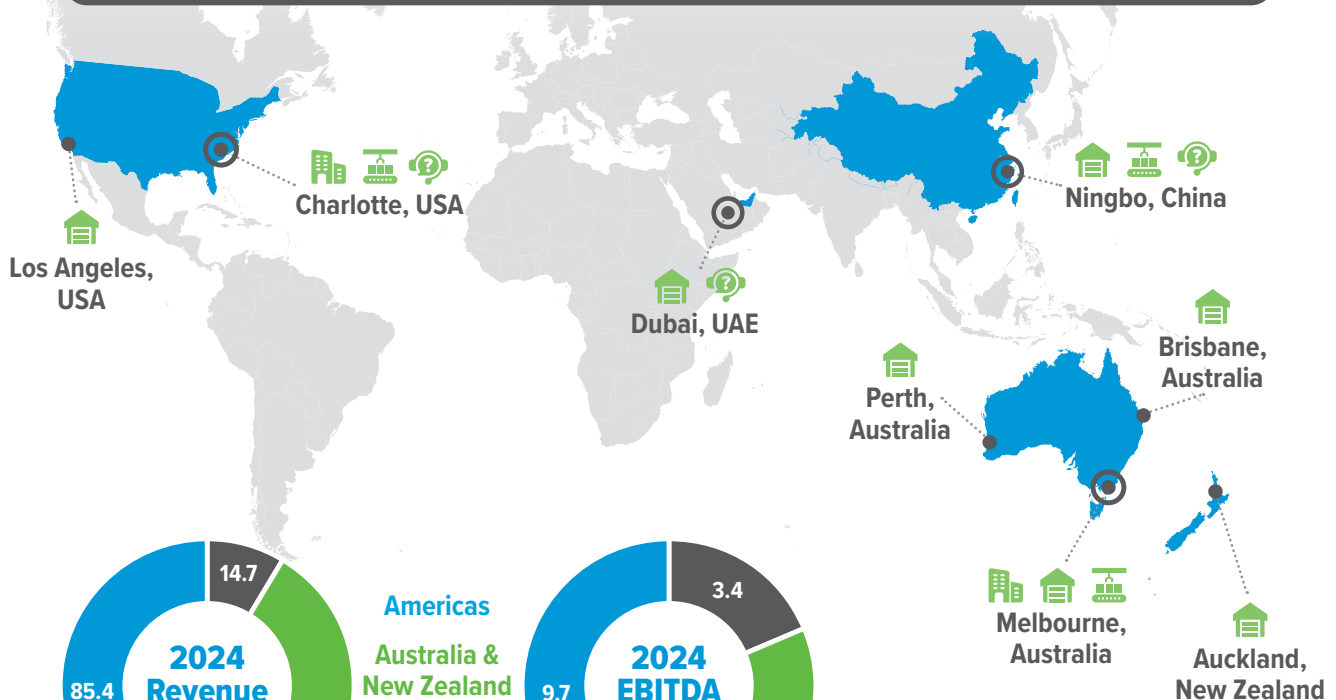 Charlotte, USA
Los Angeles,
USA
Ningbo, China
Dubai, UAE
Brisbane,
Australia
Perth,
Australia
Melbourne,
Australia
Auckland,
New Zealand
14.7
85.4
2024
Revenue
Americas
Australia &
New Zealand
3.4
9.7
2024
EBITDA